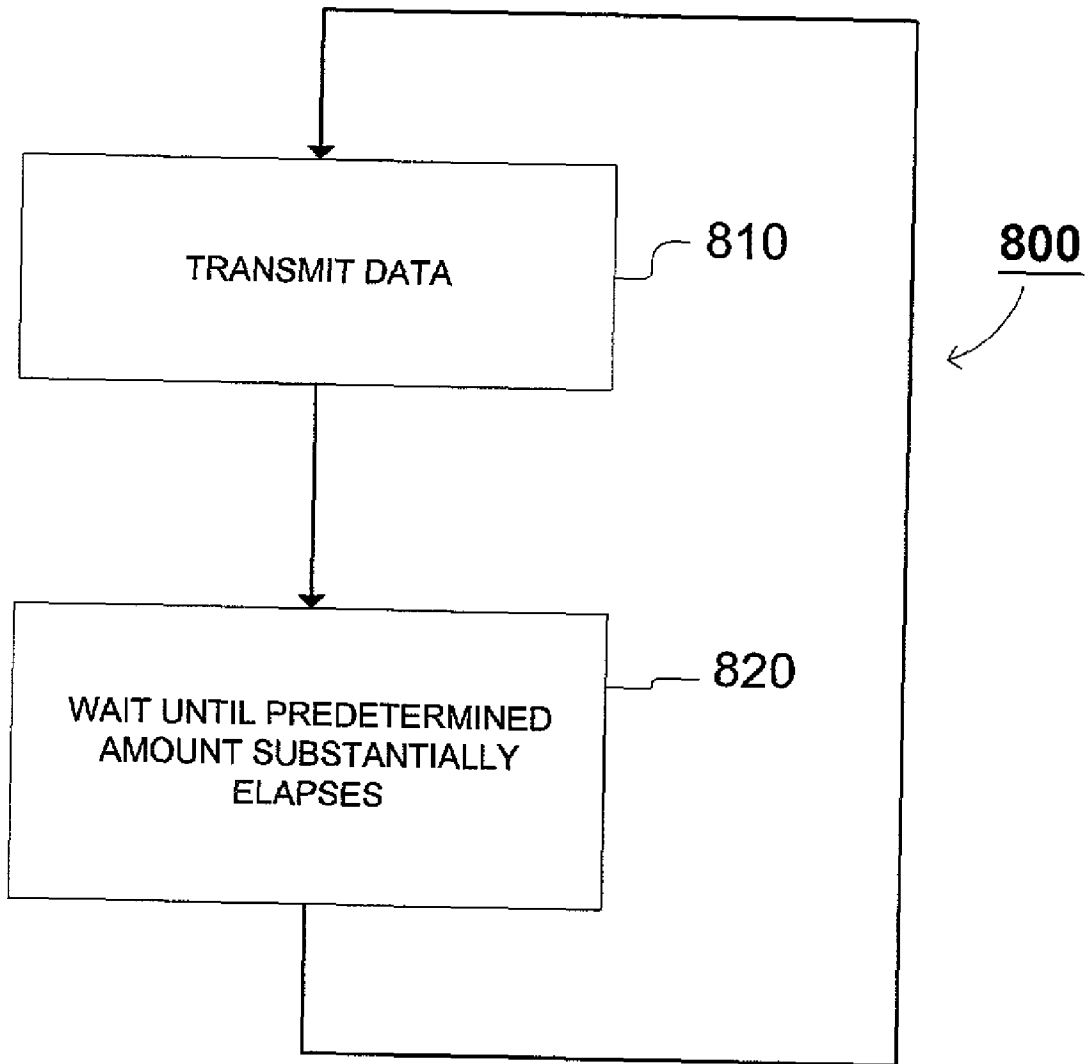 TRANSMIT DATA
810
800
WAIT UNTIL PREDETERMINED
AMOUNT SUBSTANTIALLY
ELAPSES
820